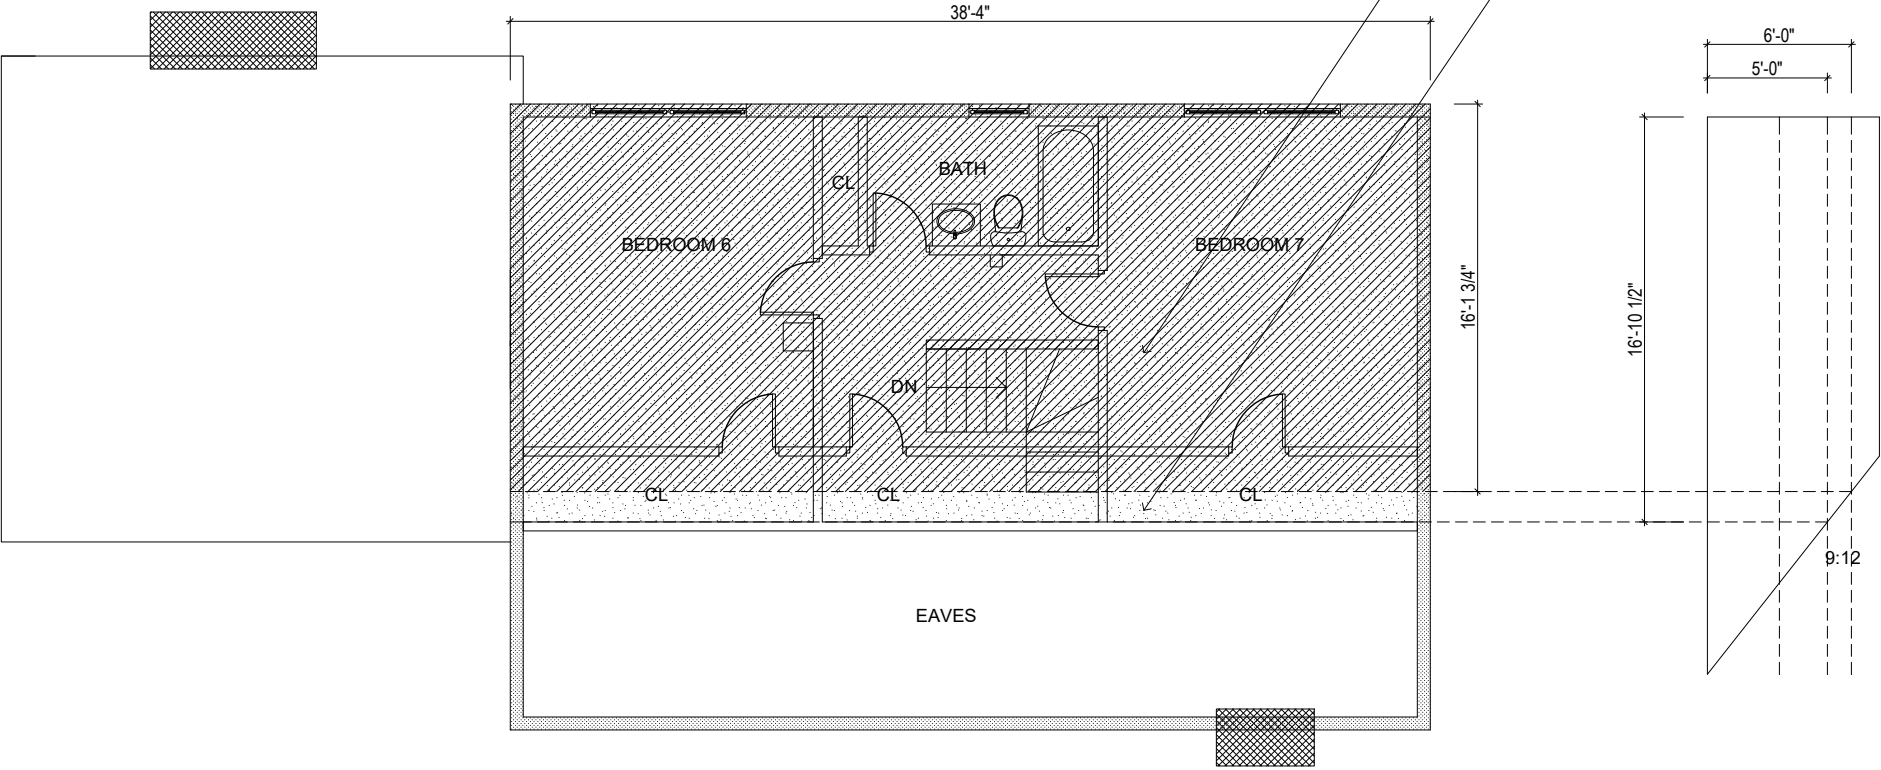 38'-4"
6'-0"
5'-0"
BATH
CL
BEDROOM 6
BEDROOM 7
16'-1 3/4"
16'-10 1/2"
DN
CL
CL
CL
9:12
EAVES